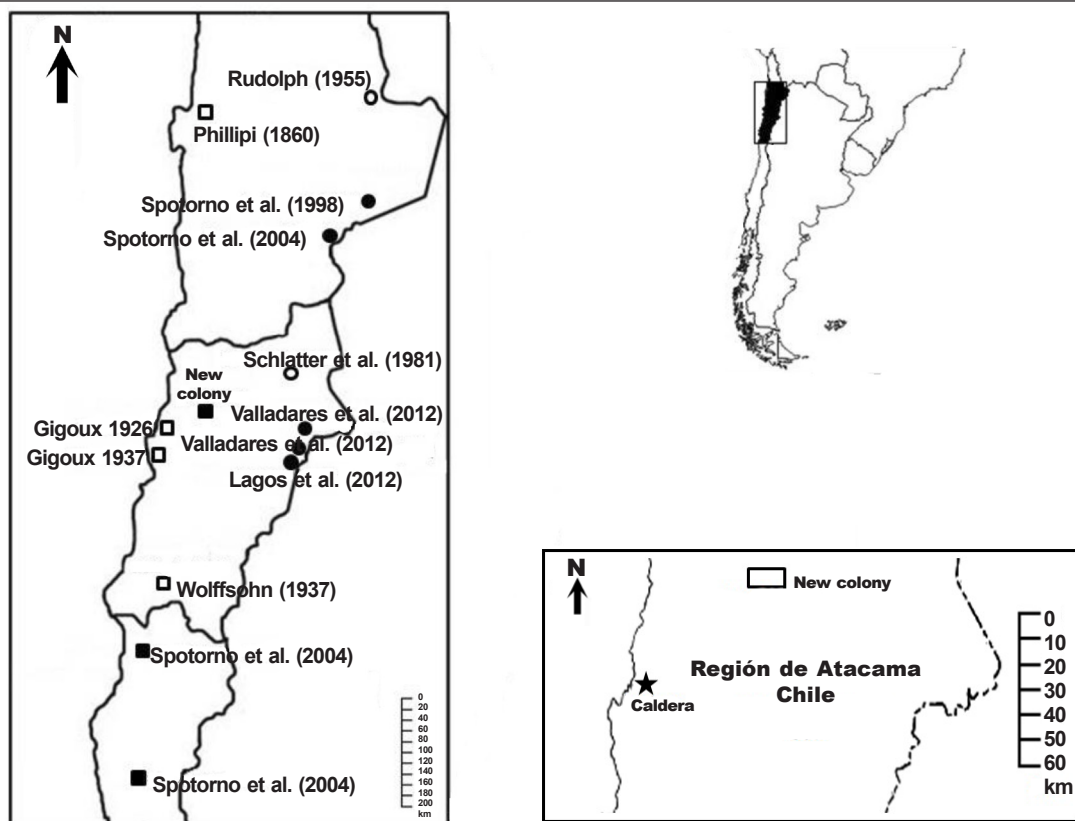 N
Rudolph (1955)
Phillipi (1860)
Spotorno et al. (1998)
Spotorno et al. (2004)
Schlatter et al. (1981)
New
colony
Valladares et al. (2012)
Gigoux 1926
Valladares et al. (2012)
Gigoux 1937
Lagos et al. (2012)
Wolffsohn (1937)
Spotorno et al. (2004)
Spotorno et al. (2004)
0
20
40
60
80
100
120
140
160
180
200
km
N
New colony
Región de Atacama
Chile
Caldera
0
10
20
30
40
50
60
km